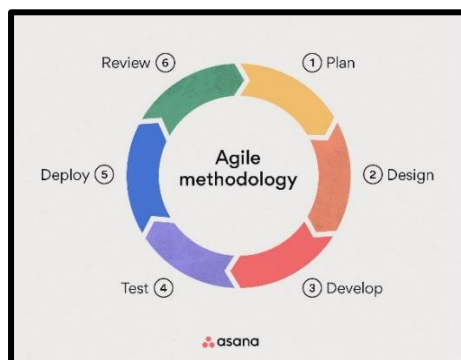 Review ⑥
① Plan
Deploy ⑤
Agile
methodology
② Design
Test ④
③ Develop
asana